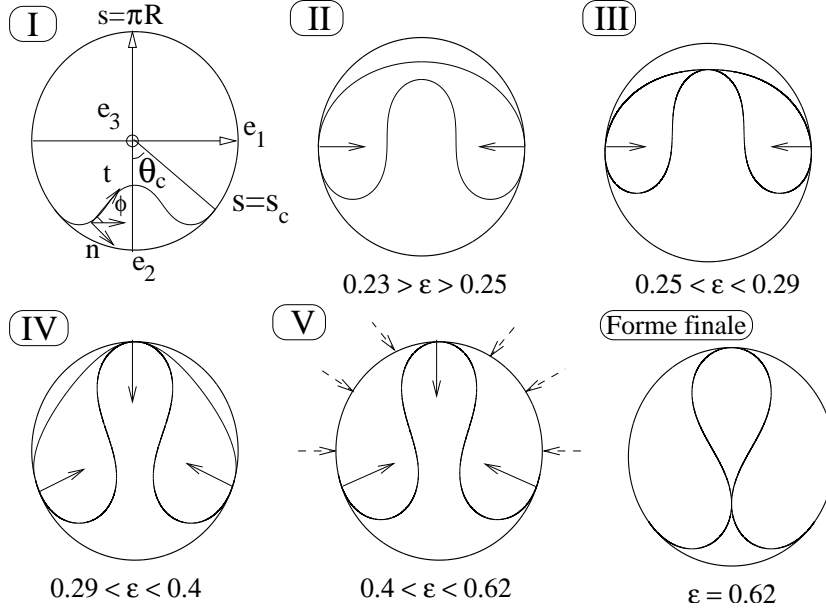 I
s=πR
e3
e1
t
θc
ϕ
s=sc
n
e2
II
0.23 > ε > 0.25
III
0.25 < ε < 0.29
IV
0.29 < ε < 0.4
V
0.4 < ε < 0.62
Forme finale
ε = 0.62